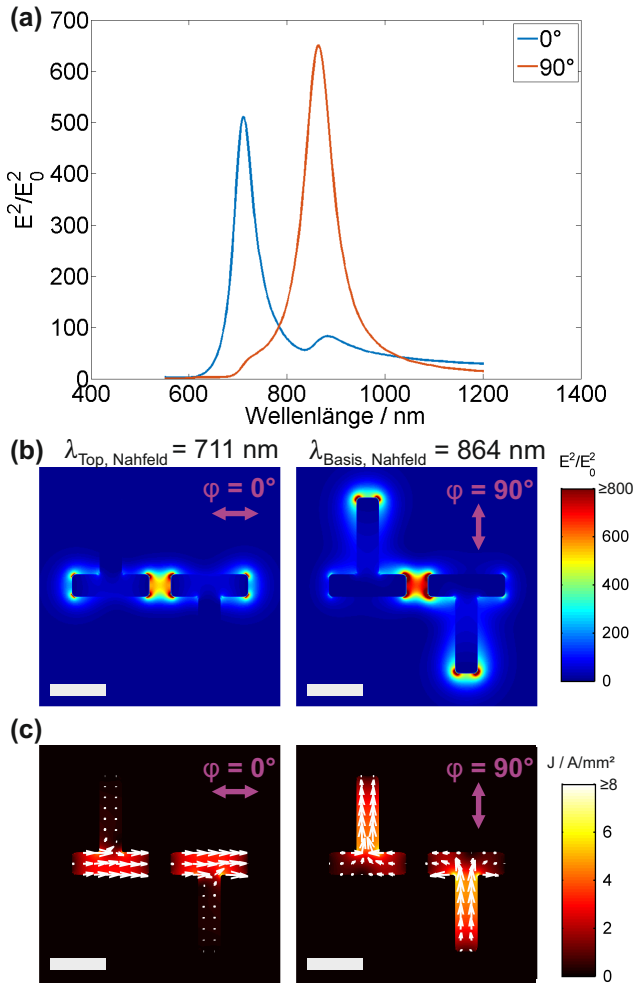 (a)
700
600
500
400
300
200
100
0
E²/E₀²
0°
90°
400 600 800 1000 1200
Wellenlänge / nm
(b)
λTop, Nahfeld = 711 nm
λBasis, Nahfeld = 864 nm
E²/E₀²
φ = 0°
φ = 90°
≥800
600
400
200
0
(c)
φ = 0°
φ = 90°
J / A/mm²
≥8
6
4
2
0